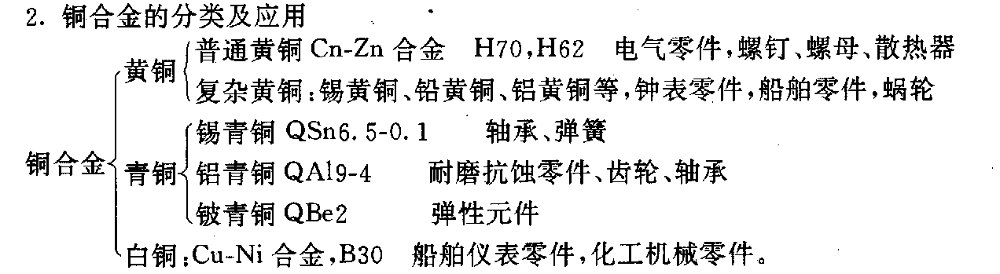 2. 铜合金的分类及应用
普通黄铜 Cn-Zn 合金 H70,H62 电气零件,螺钉、螺母、散热器
黄铜
复杂黄铜:锡黄铜、铅黄铜、铝黄铜等,钟表零件,船舶零件,蜗轮
锡青铜 QSn6.5-0.1 轴承、弹簧
铜合金 青铜 铝青铜 QAl9-4 耐磨抗蚀零件、齿轮、轴承
铍青铜 QBe2 弹性元件
白铜:Cu-Ni 合金,B30 船舶仪表零件,化工机械零件。